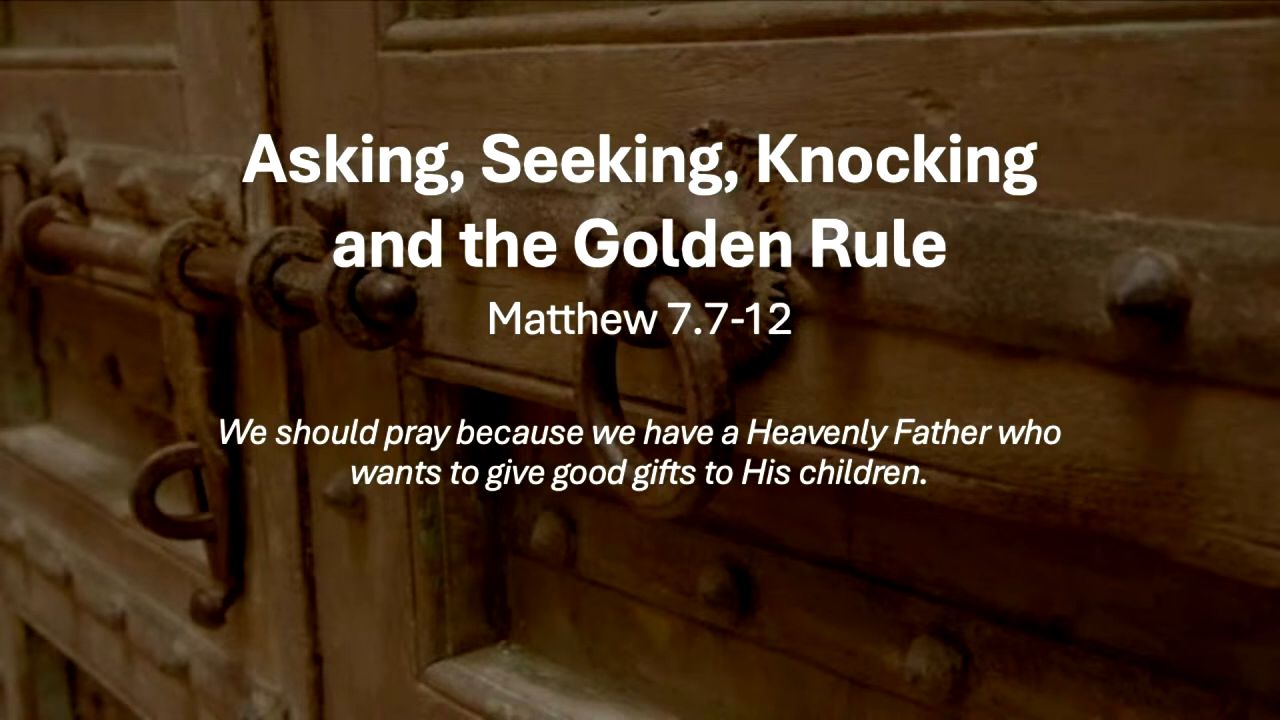 Asking, Seeking, Knocking
and the Golden Rule
Matthew 7.7-12
We should pray because we have a Heavenly Father who
wants to give good gifts to His children.